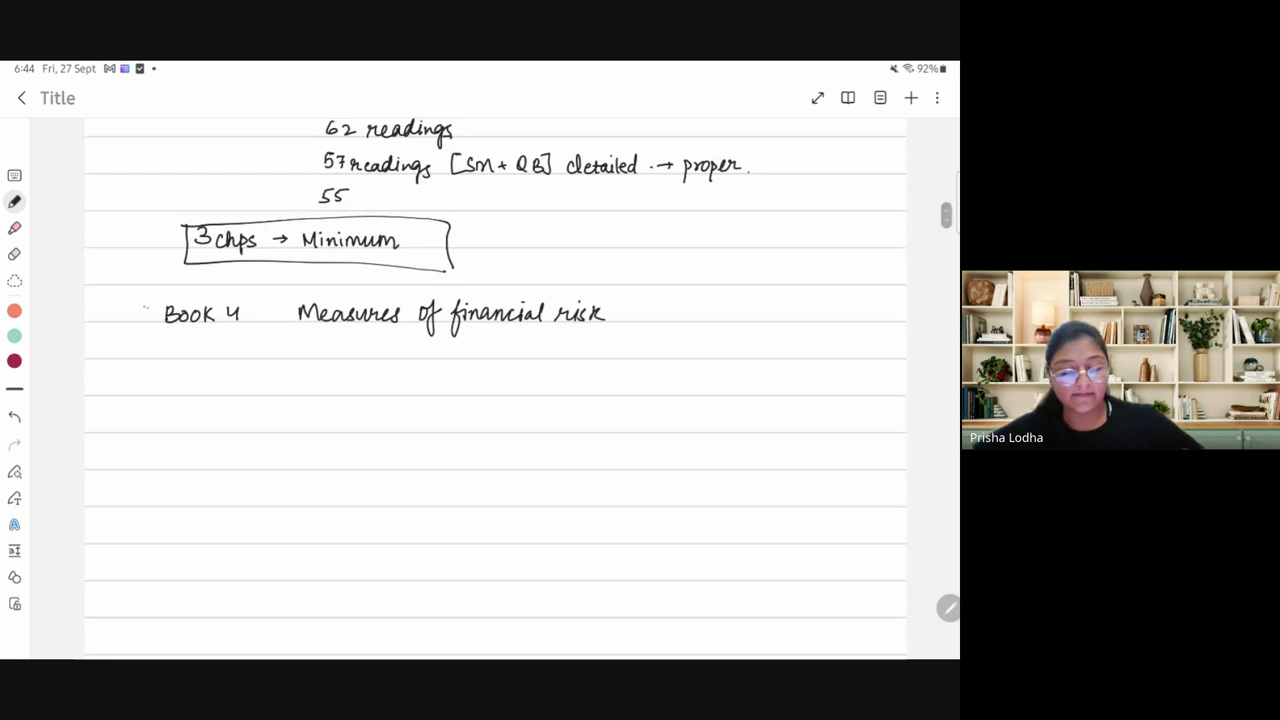 6:44 Fri, 27 Sept 92%
Title
62 readings
57 readings [SM + QB] detailed → proper.
55
3 chps → Minimum
BOOK 4 Measures of financial risk
Prisha Lodha